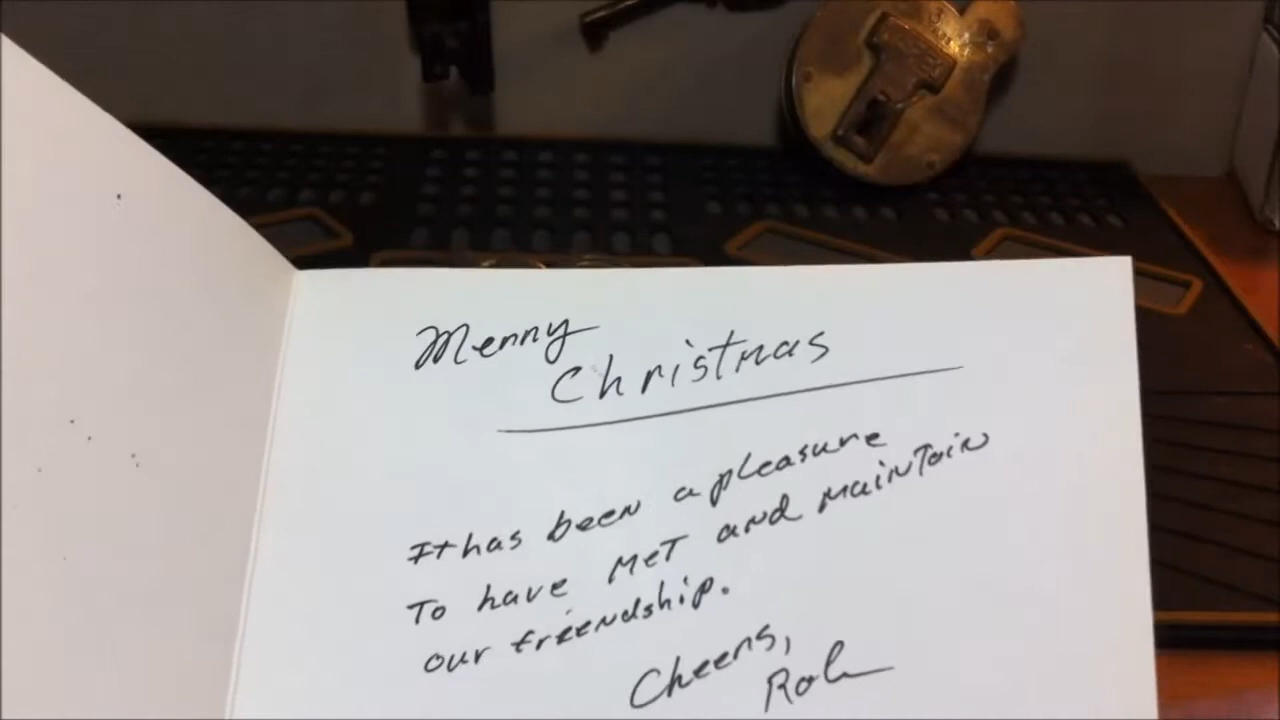 Merry
Christmas
It has been a pleasure
To have MeT and maintain
our friendship.
Cheers,
Rob